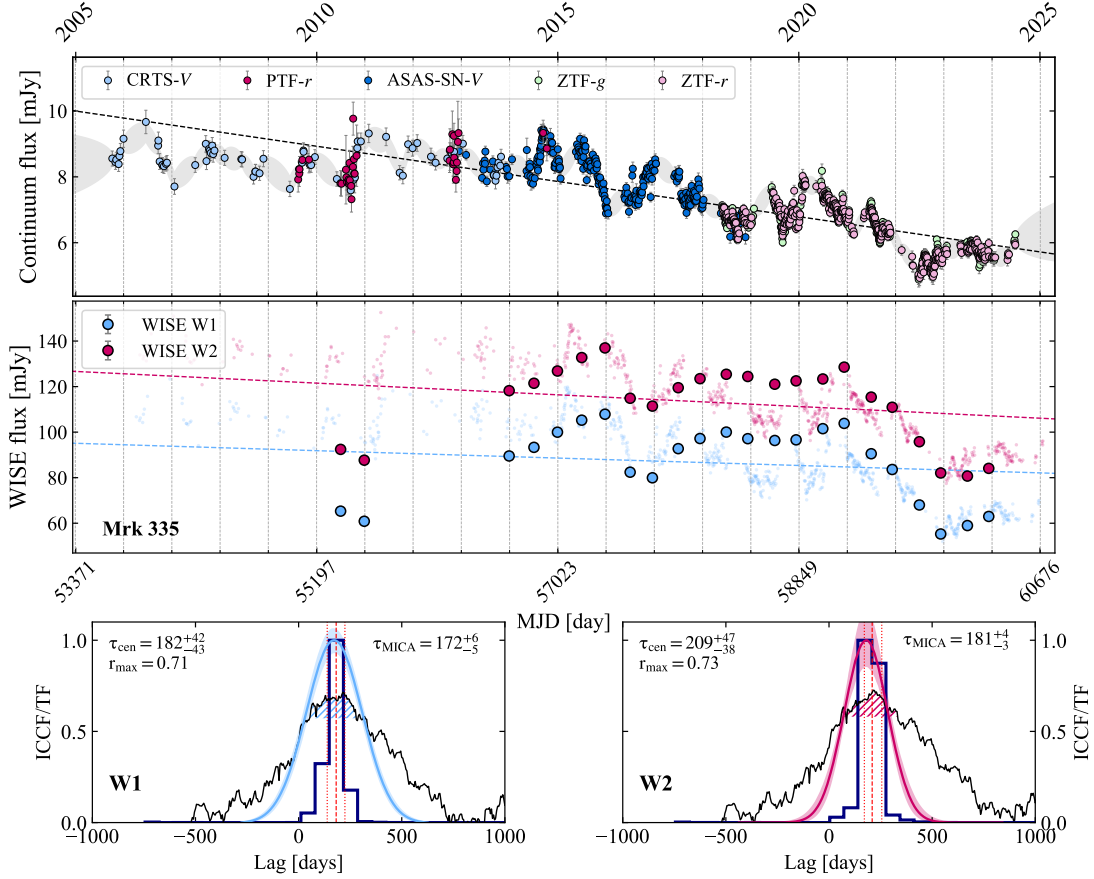 2005 2010 2015 2020 2025
CRTS-V PTF-r ASAS-SN-V ZTF-g ZTF-r
Continuum flux [mJy]
10
8
6
WISE W1
WISE W2
WISE flux [mJy]
140
120
100
80
60
Mrk 335
53371 55197 57023 58849 60676
MJD [day]
τcen = 182+42−43 τMICA = 172+6−5
rmax = 0.71
ICCF/TF
1.0
0.5
0.0
W1
−1000 −500 0 500 1000
Lag [days]
τcen = 209+47−38 τMICA = 181+4−3
rmax = 0.73
1.0
0.5
0.0
ICCF/TF
W2
−1000 −500 0 500 1000
Lag [days]